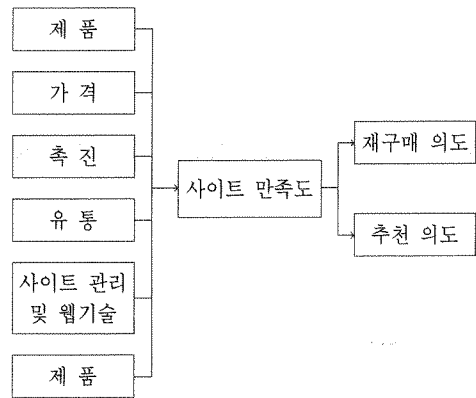 제 품
가 격
촉 진
유 통
사이트 관리
및 웹기술
제 품
사이트 만족도
재구매 의도
추천 의도